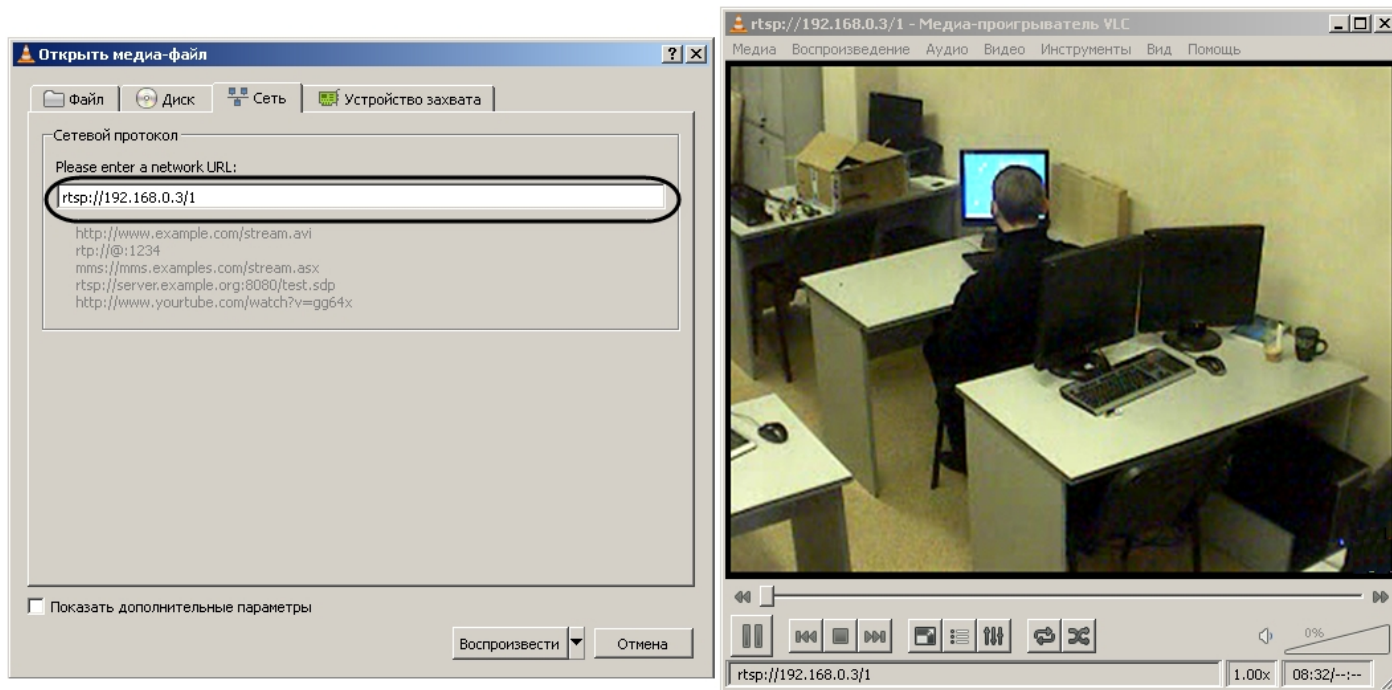 Открыть медиа-файл
Файл
Диск
Сеть
Устройство захвата
Сетевой протокол
Please enter a network URL:
rtsp://192.168.0.3/1
http://www.example.com/stream.avi
rtp://@:1234
mms://mms.examples.com/stream.asx
rtsp://server.example.org:8080/test.sdp
http://www.yourtube.com/watch?v=gg64x
Показать дополнительные параметры
Воспроизвести
Отмена
rtsp://192.168.0.3/1 - Медиа-проигрыватель VLC
Медиа Воспроизведение Аудио Видео Инструменты Вид Помощь
0%
rtsp://192.168.0.3/1
1.00x
08:32/--:--